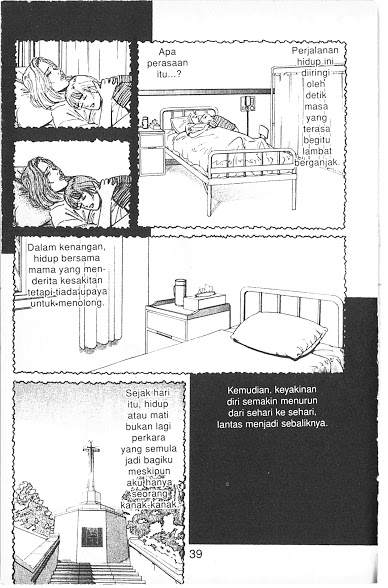 Apa
perasaan
itu...?
Perjalanan
hidup ini
diiringi
oleh
detik
masa
yang
terasa
begitu
lambat
berganjak.
Dalam kenangan,
hidup bersama
mama yang men-
derita kesakitan
tetapi tiada upaya
untuk menolong.
Kemudian, keyakinan
diri semakin menurun
dari sehari ke sehari,
lantas menjadi sebaliknya.
Sejak hari
itu, hidup
atau mati
bukan lagi
perkara
yang semula
jadi bagiku
meskipun
aku hanya
seorang
kanak-kanak.
39